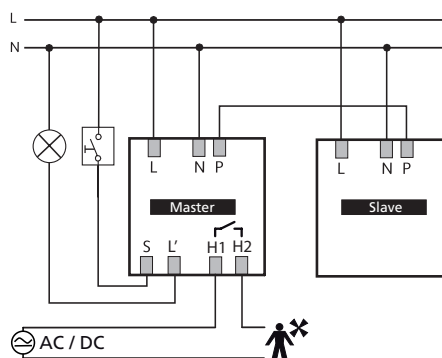 L
N
L N P
L N P
Master
Slave
S L' H1 H2
AC / DC